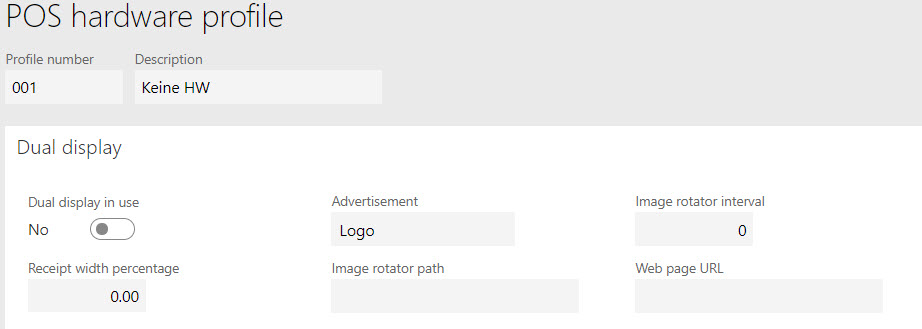 POS hardware profile
Profile number Description
001 Keine HW
Dual display
Dual display in use Advertisement Image rotator interval
No Logo 0
Receipt width percentage Image rotator path Web page URL
0.00